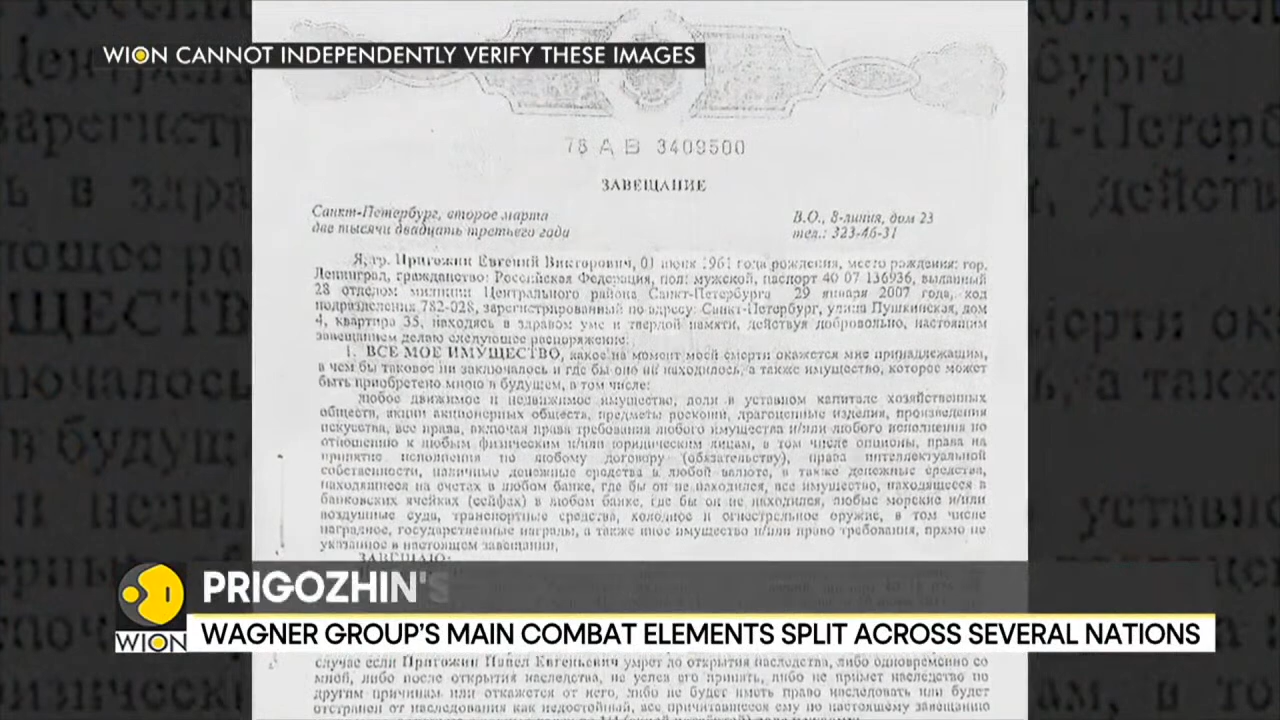 WION CANNOT INDEPENDENTLY VERIFY THESE IMAGES
78 А В 3409500
ЗАВЕЩАНИЕ
Санкт-Петербург, второе марта
две тысячи двадцать третьего года
В.О., 8-линия, дом 23
тел.: 323-46-31
Я, гр. Пригожин Евгений Викторович, 01 июня 1961 года рождения, место рождения: гор.
Ленинград, гражданство: Российская Федерация, пол: мужской, паспорт 40 07 136936, выданный
28 отделом милиции Центрального района Санкт-Петербурга 29 января 2007 года, код
подразделения 782-028, зарегистрированный по адресу: Санкт-Петербург, улица Пушкинская, дом
4, квартира 35, находясь в здравом уме и твердой памяти, действуя добровольно, настоящим
завещанием делаю следующее распоряжение:
1. ВСЕ МОЕ ИМУЩЕСТВО, какое на момент моей смерти окажется мне принадлежащим,
в чем бы таковое ни заключалось и где бы оно ни находилось, а также имущество, которое может
быть приобретено мною в будущем, в том числе:
любое движимое и недвижимое имущество, доли в уставном капитале хозяйственных
обществ, акции акционерных обществ, предметы роскоши, драгоценные изделия, произведения
искусства, все права, включая права требования любого имущества и/или любого исполнения по
отношению к любым физическим и/или юридическим лицам, в том числе опционы, права на
принятие исполнения по любому договору (обязательству), права интеллектуальной
собственности, наличные денежные средства в любой валюте, а также денежные средства,
находящиеся на счетах в любом банке, где бы он не находился, все имущество, находящееся в
банковских ячейках (сейфах) в любом банке, где бы он не находился, любые морские и/или
воздушные суда, транспортные средства, холодное и огнестрельное оружие, в том числе
наградное, государственные награды, а также иное имущество и/или право требования, прямо не
указанное в настоящем завещании,
ЗАВЕЩАЮ:
PRIGOZHIN'S
WION
WAGNER GROUP'S MAIN COMBAT ELEMENTS SPLIT ACROSS SEVERAL NATIONS
случае если Пригожин Павел Евгеньевич умрет до открытия наследства, либо одновременно со
мной, либо после открытия наследства, не успев его принять, либо не примет наследство по
другим причинам или откажется от него, либо не будет иметь право наследовать или будет
отстранен от наследования как недостойный, все причитавшееся ему по настоящему завещанию